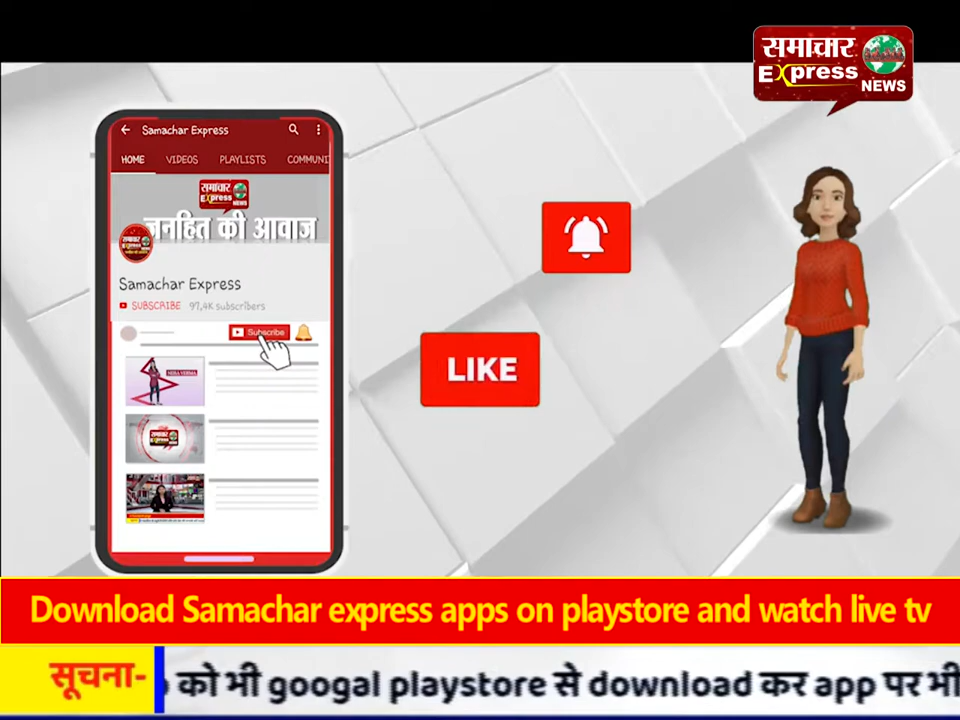 समाचार
Express
NEWS
Samachar Express
HOME VIDEOS PLAYLISTS COMMUNI
समाचार
Express
NEWS
जनहित की आवाज
Samachar Express
SUBSCRIBE 97,4K subscribers
Subscribe
समाचार
LIKE
Download Samachar express apps on playstore and watch live tv
सूचना- को भी googal playstore से download कर app पर भी